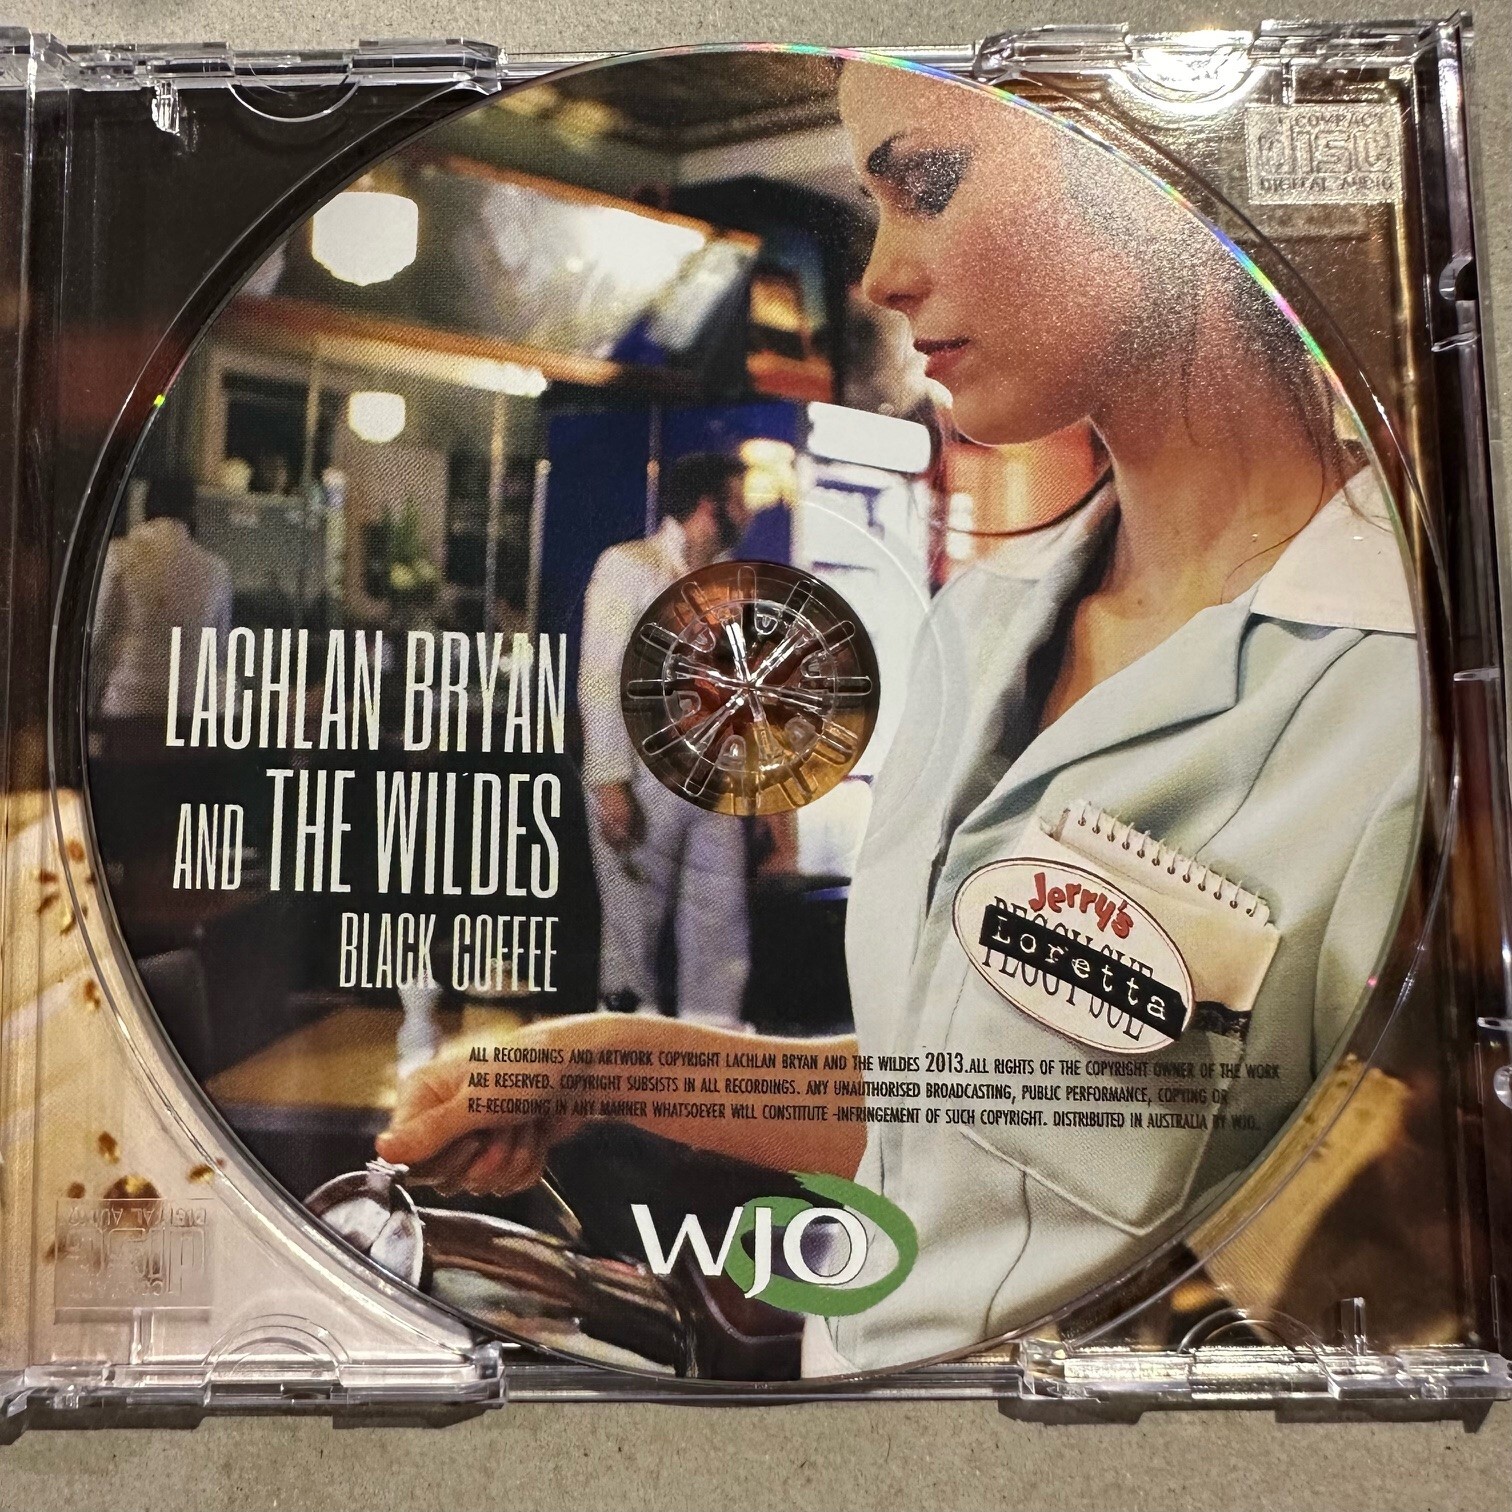 COMPACT
disc
DIGITAL AUDIO
LACHLAN BRYAN
AND THE WILDES
BLACK COFFEE
Jerry's
Loretta
ALL RECORDINGS AND ARTWORK COPYRIGHT LACHLAN BRYAN AND THE WILDES 2013.ALL RIGHTS OF THE COPYRIGHT OWNER OF THE WORK
ARE RESERVED. COPYRIGHT SUBSISTS IN ALL RECORDINGS. ANY UNAUTHORISED BROADCASTING, PUBLIC PERFORMANCE, COPYING OR
RE-RECORDING IN ANY MANNER WHATSOEVER WILL CONSTITUTE -INFRINGEMENT OF SUCH COPYRIGHT. DISTRIBUTED IN AUSTRALIA BY WJO.
WJO
DIGITAL AUDIO